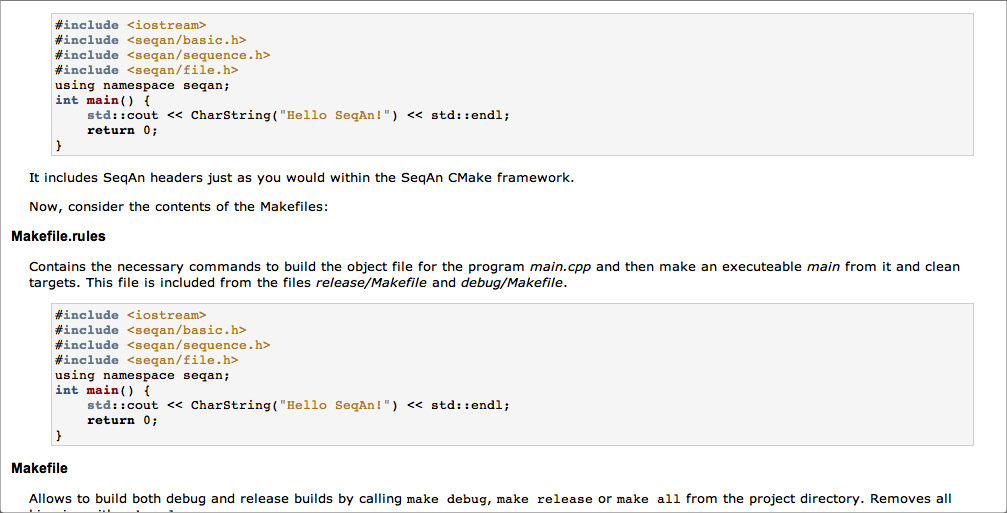 #include <iostream>
#include <seqan/basic.h>
#include <seqan/sequence.h>
#include <seqan/file.h>
using namespace seqan;
int main() {
    std::cout << CharString("Hello SeqAn!") << std::endl;
    return 0;
}
It includes SeqAn headers just as you would within the SeqAn CMake framework.
Now, consider the contents of the Makefiles:
Makefile.rules
Contains the necessary commands to build the object file for the program main.cpp and then make an executeable main from it and clean
targets. This file is included from the files release/Makefile and debug/Makefile.
#include <iostream>
#include <seqan/basic.h>
#include <seqan/sequence.h>
#include <seqan/file.h>
using namespace seqan;
int main() {
    std::cout << CharString("Hello SeqAn!") << std::endl;
    return 0;
}
Makefile
Allows to build both debug and release builds by calling make debug, make release or make all from the project directory. Removes all